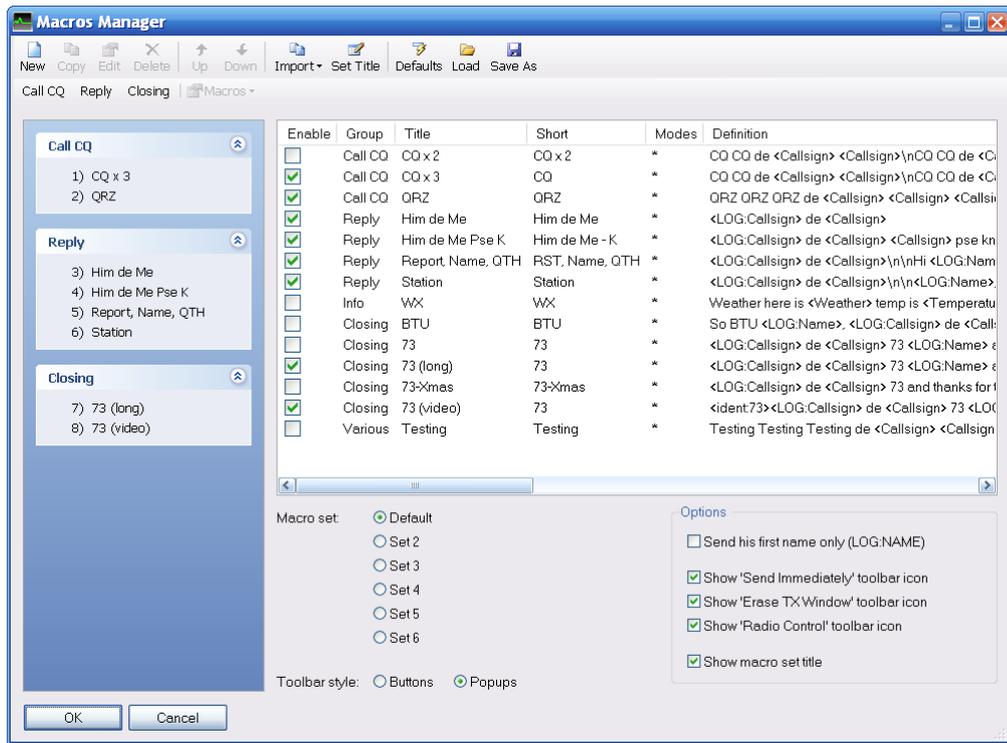 Macros Manager
New Copy Edit Delete Up Down Import Set Title Defaults Load Save As
Call CQ Reply Closing Macros
Call CQ
1) CQ x 3
2) QRZ
Reply
3) Him de Me
4) Him de Me Pse K
5) Report, Name, QTH
6) Station
Closing
7) 73 (long)
8) 73 (video)
Enable Group Title Short Modes Definition
Call CQ CQ x 2 CQ x 2 * CQ CQ de <Callsign> <Callsign>\nCQ CQ de <C
Call CQ CQ x 3 CQ * CQ CQ de <Callsign> <Callsign>\nCQ CQ de <C
Call CQ QRZ QRZ * QRZ QRZ QRZ de <Callsign> <Callsign> <Callsi
Reply Him de Me Him de Me * <LOG:Callsign> de <Callsign>
Reply Him de Me Pse K Him de Me - K * <LOG:Callsign> de <Callsign> <Callsign> pse kn
Reply Report, Name, QTH RST, Name, QTH * <LOG:Callsign> de <Callsign>\n\nHi <LOG:Nam
Reply Station Station * <LOG:Callsign> de <Callsign>\n\n<LOG:Name>,
Info WX WX * Weather here is <Weather> temp is <Temperatu
Closing BTU BTU * So BTU <LOG:Name>, <LOG:Callsign> de <Call
Closing 73 73 * <LOG:Callsign> de <Callsign> 73 <LOG:Name>
Closing 73 (long) 73 * <LOG:Callsign> de <Callsign> 73 <LOG:Name>
Closing 73-Xmas 73-Xmas * <LOG:Callsign> de <Callsign> 73 and thanks for
Closing 73 (video) 73 * <ident:73><LOG:Callsign> de <Callsign> 73 <LO
Various Testing Testing * Testing Testing Testing de <Callsign> <Callsign
Macro set:
Default
Set 2
Set 3
Set 4
Set 5
Set 6
Toolbar style: Buttons Popups
Options
Send his first name only (LOG:NAME)
Show 'Send Immediately' toolbar icon
Show 'Erase TX Window' toolbar icon
Show 'Radio Control' toolbar icon
Show macro set title
OK Cancel